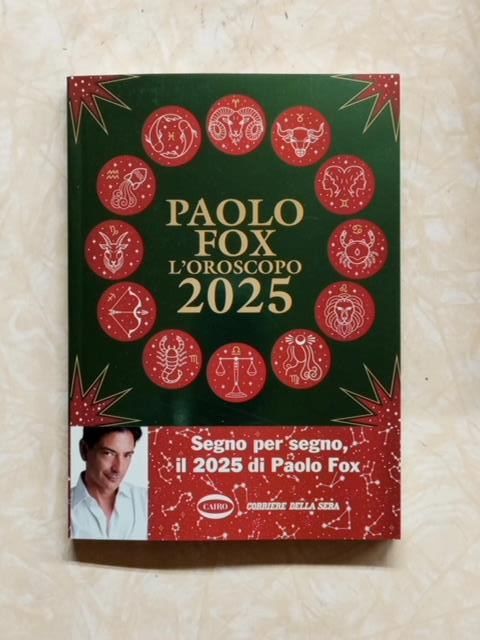 PAOLO
FOX
L'OROSCOPO
2025
Segno per segno,
il 2025 di Paolo Fox
CAIRO
CORRIERE DELLA SERA